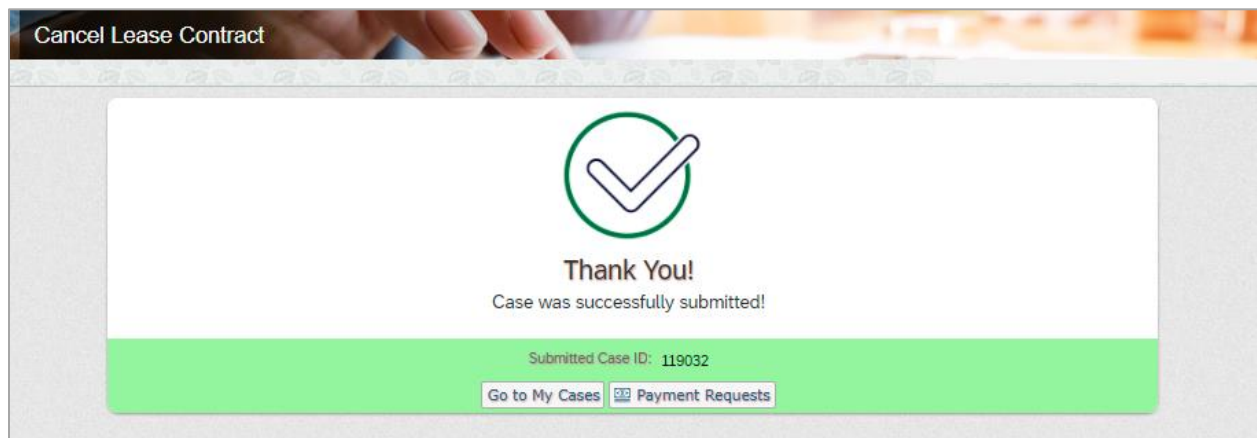 Cancel Lease Contract
Thank You!
Case was successfully submitted!
Submitted Case ID: 119032
Go to My Cases Payment Requests